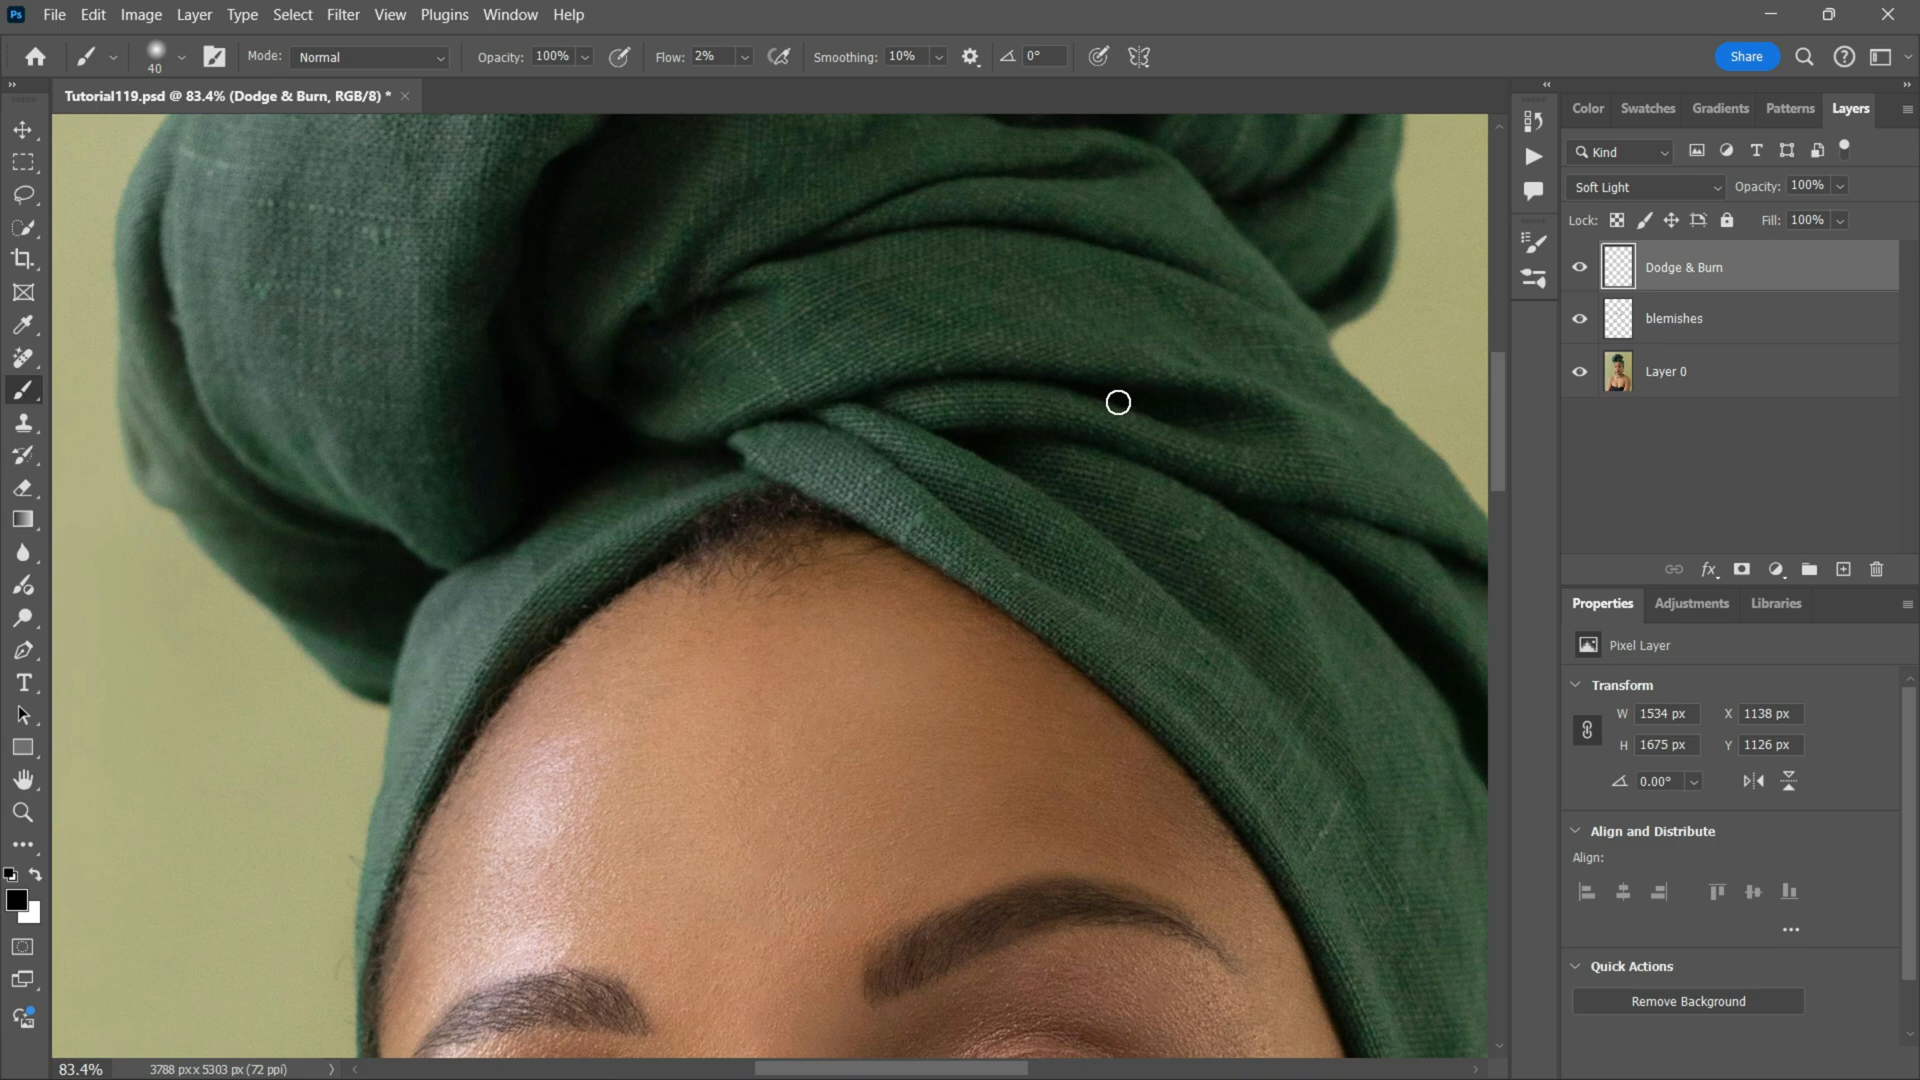 Ps File Edit Image Layer Type Select Filter View Plugins Window Help
40 Mode: Normal Opacity: 100% Flow: 2% Smoothing: 10% 0° Share
Tutorial119.psd @ 83.4% (Dodge & Burn, RGB/8) *
Color Swatches Gradients Patterns Layers
Kind
Soft Light Opacity: 100%
Lock: Fill: 100%
Dodge & Burn
blemishes
Layer 0
fx
Properties Adjustments Libraries
Pixel Layer
Transform
W 1534 px X 1138 px
H 1675 px Y 1126 px
0.00°
Align and Distribute
Align:
Quick Actions
Remove Background
83.4% 3788 px x 5303 px (72 ppi)